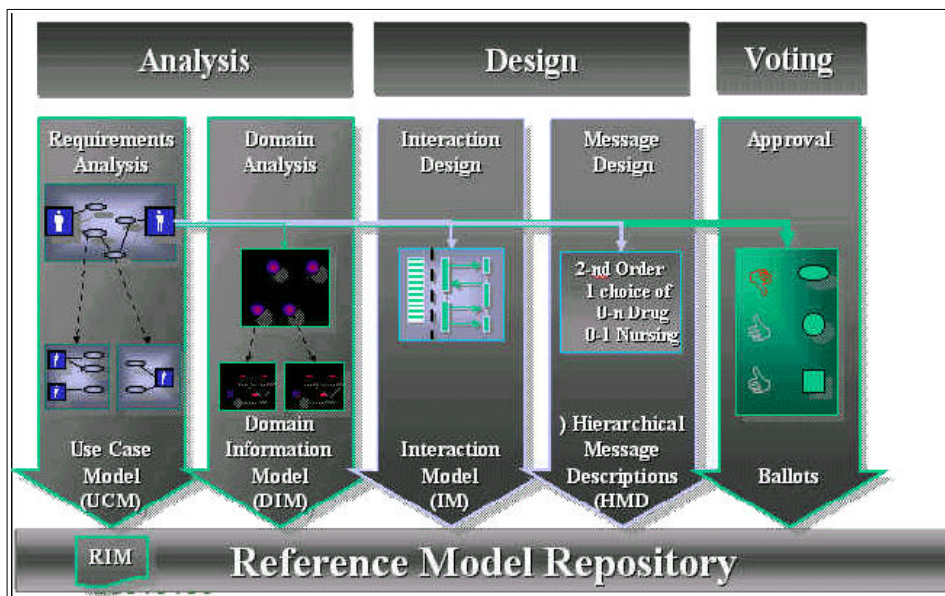 Analysis
Design
Voting
Requirements
Analysis
Domain
Analysis
Interaction
Design
Message
Design
Approval
2-nd Order
1 choice of
0-n Drug
0-1 Nursing
Use Case
Model
(UCM)
Domain
Information
Model
(DIM)
Interaction
Model
(IM)
) Hierarchical
Message
Descriptions
(HMD
Ballots
RIM
Reference Model Repository